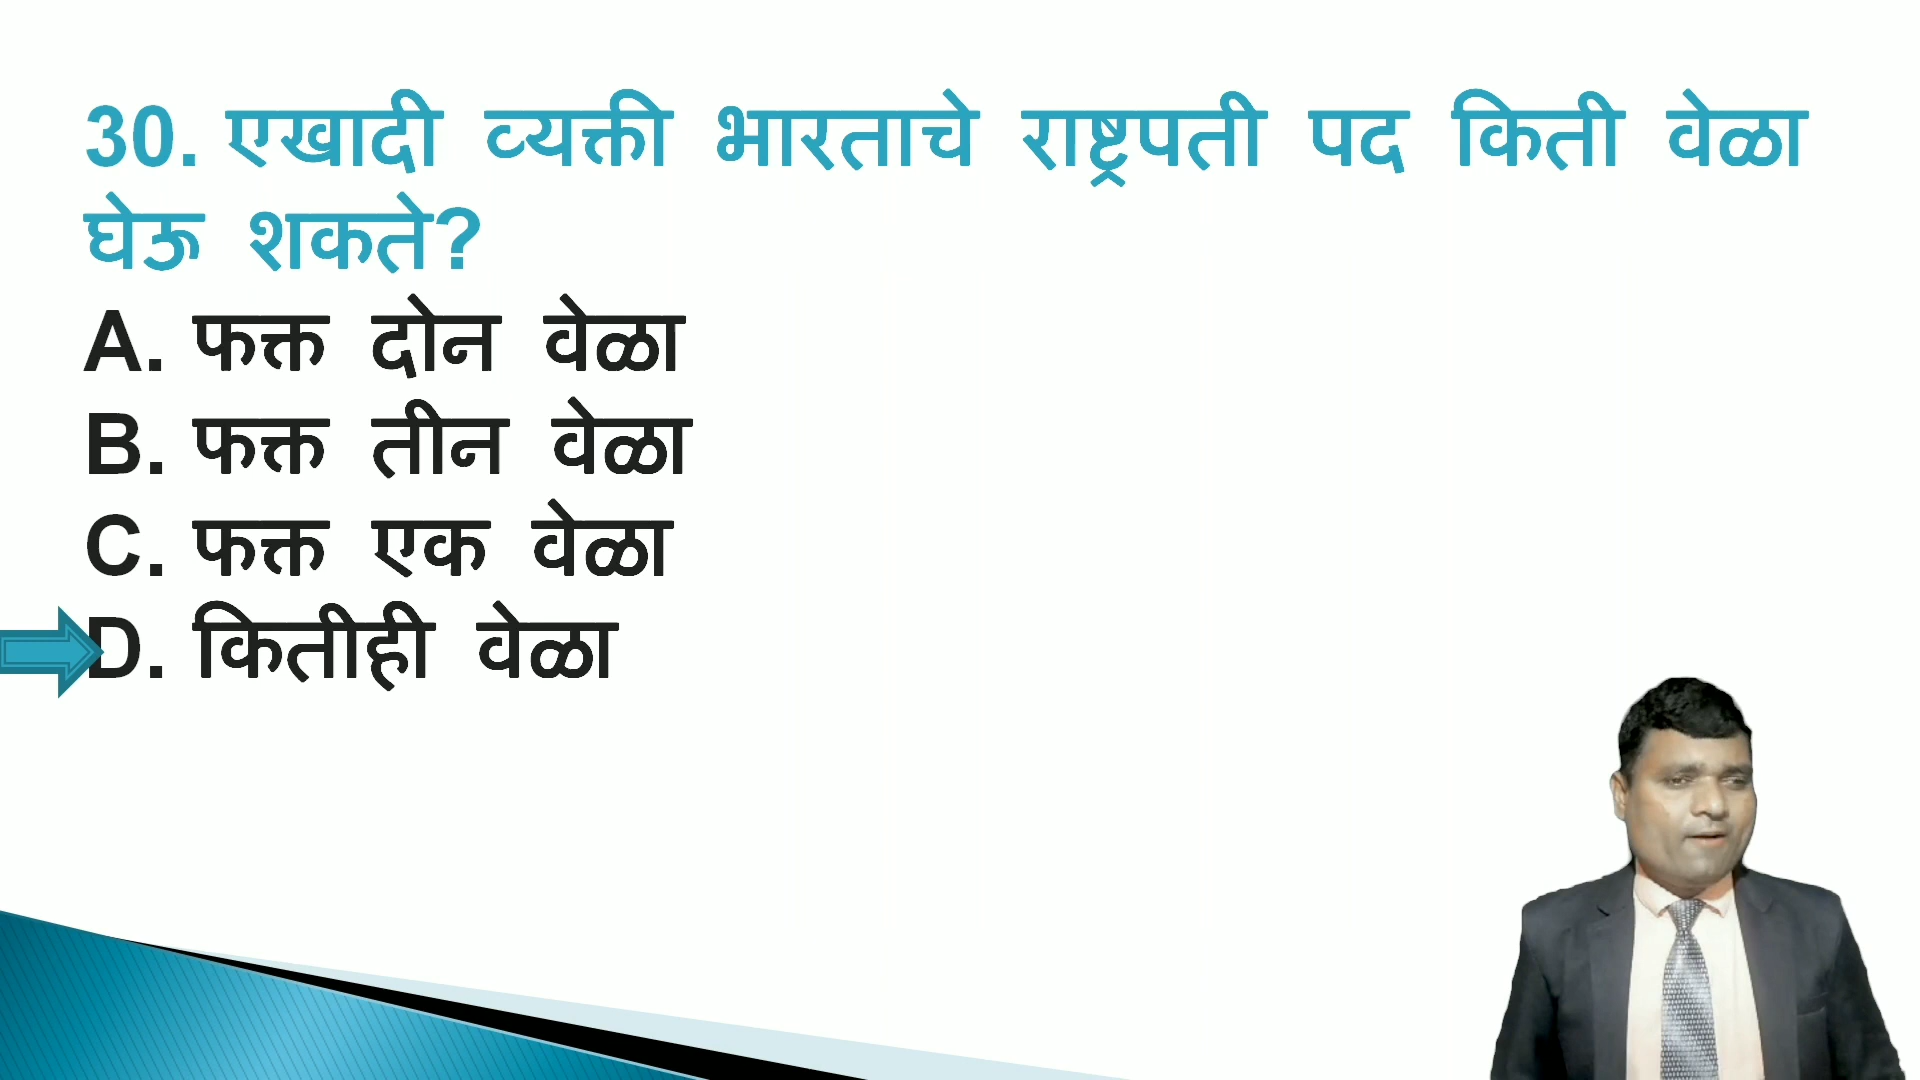 30. एखादी व्यक्ती भारताचे राष्ट्रपती पद किती वेळा
घेऊ शकते?
A. फक्त दोन वेळा
B. फक्त तीन वेळा
C. फक्त एक वेळा
D. कितीही वेळा